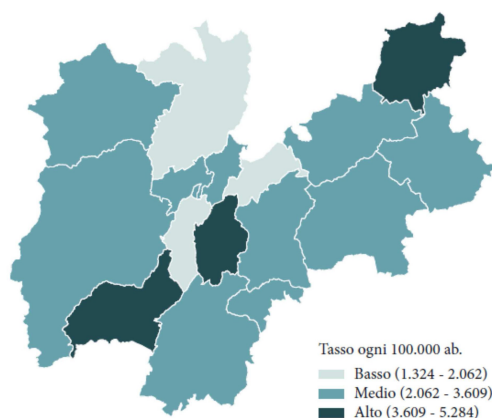 Tasso ogni 100.000 ab.
Basso (1.324 - 2.062)
Medio (2.062 - 3.609)
Alto (3.609 - 5.284)